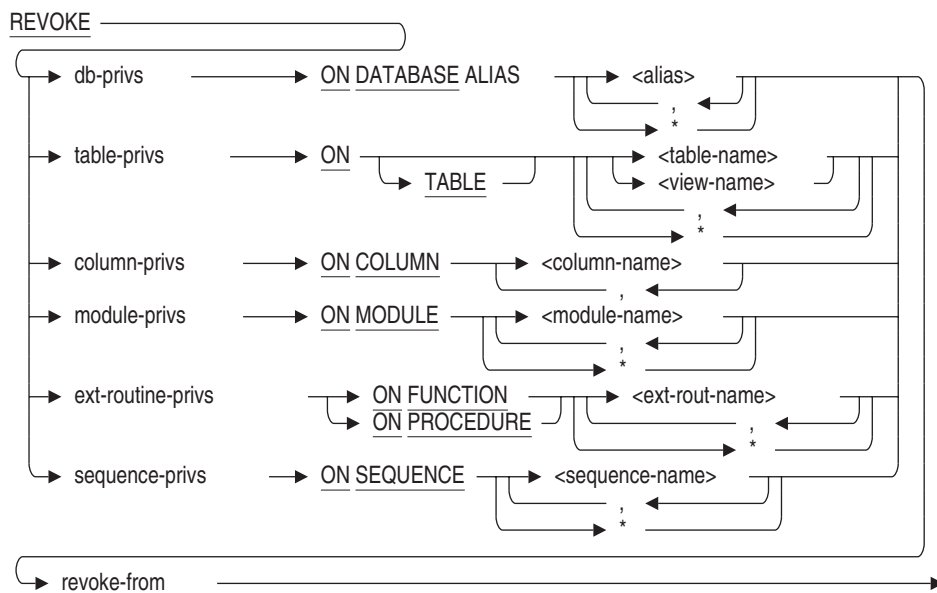 REVOKE
db-privs ON DATABASE ALIAS <alias>
,
*
table-privs ON <table-name>
TABLE <view-name>
,
*
column-privs ON COLUMN <column-name>
,
module-privs ON MODULE <module-name>
,
*
ext-routine-privs ON FUNCTION <ext-rout-name>
ON PROCEDURE ,
*
sequence-privs ON SEQUENCE <sequence-name>
,
*
revoke-from